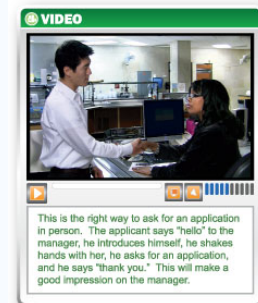 VIDEO
This is the right way to ask for an application
in person. The applicant says "hello" to the
manager, he introduces himself, he shakes
hands with her, he asks for an application,
and he says "thank you." This will make a
good impression on the manager.